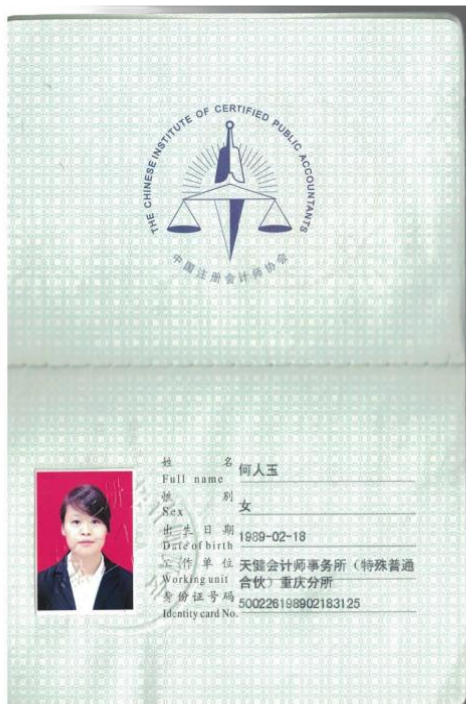 THE CHINESE INSTITUTE OF CERTIFIED PUBLIC ACCOUNTANTS
中国注册会计师协会
姓 名 何人玉
Full name
性 别 女
Sex
出生日期 1989-02-18
Date of birth
工作单位 天健会计师事务所（特殊普通
Working unit 合伙）重庆分所
身份证号码 500226198902183125
Identity card No.